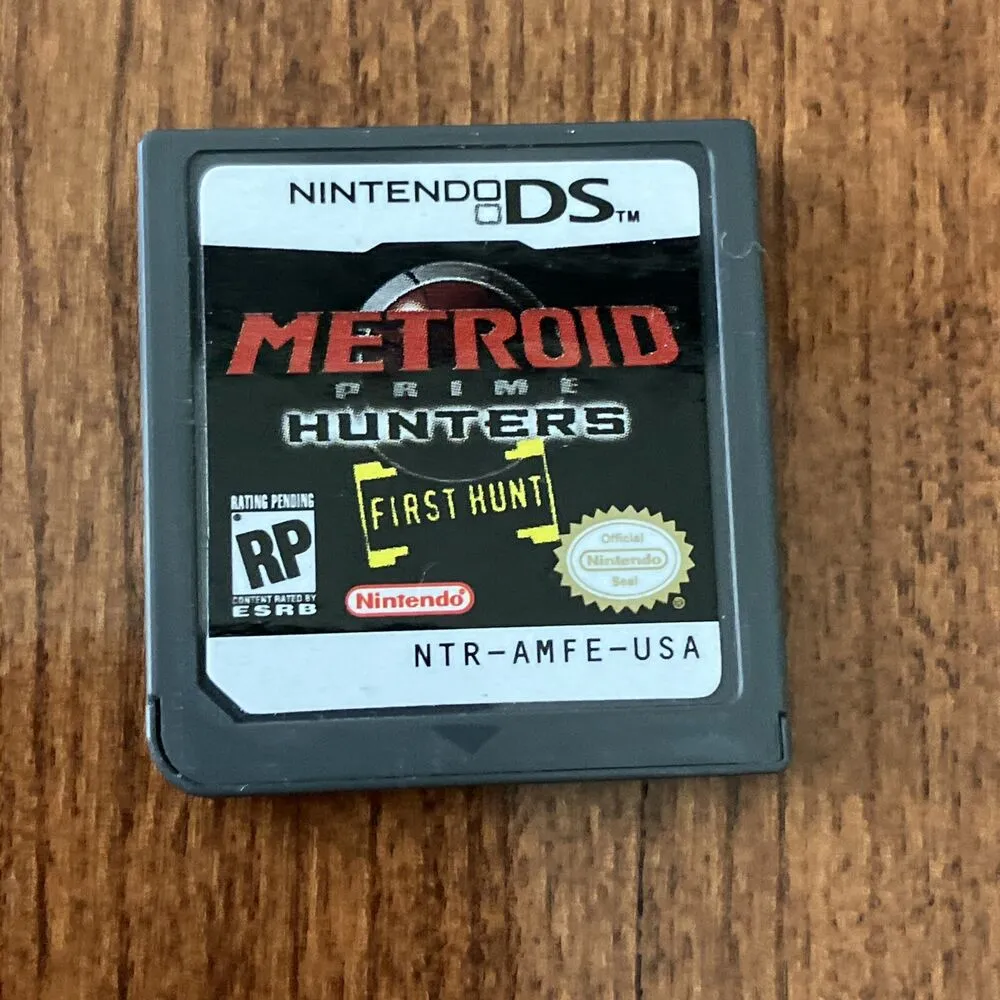 NINTENDO DS™
METROID
PRIME
HUNTERS
FIRST HUNT
RATING PENDING
RP
CONTENT RATED BY
ESRB
Nintendo®
Official
Nintendo
Seal
®
NTR-AMFE-USA